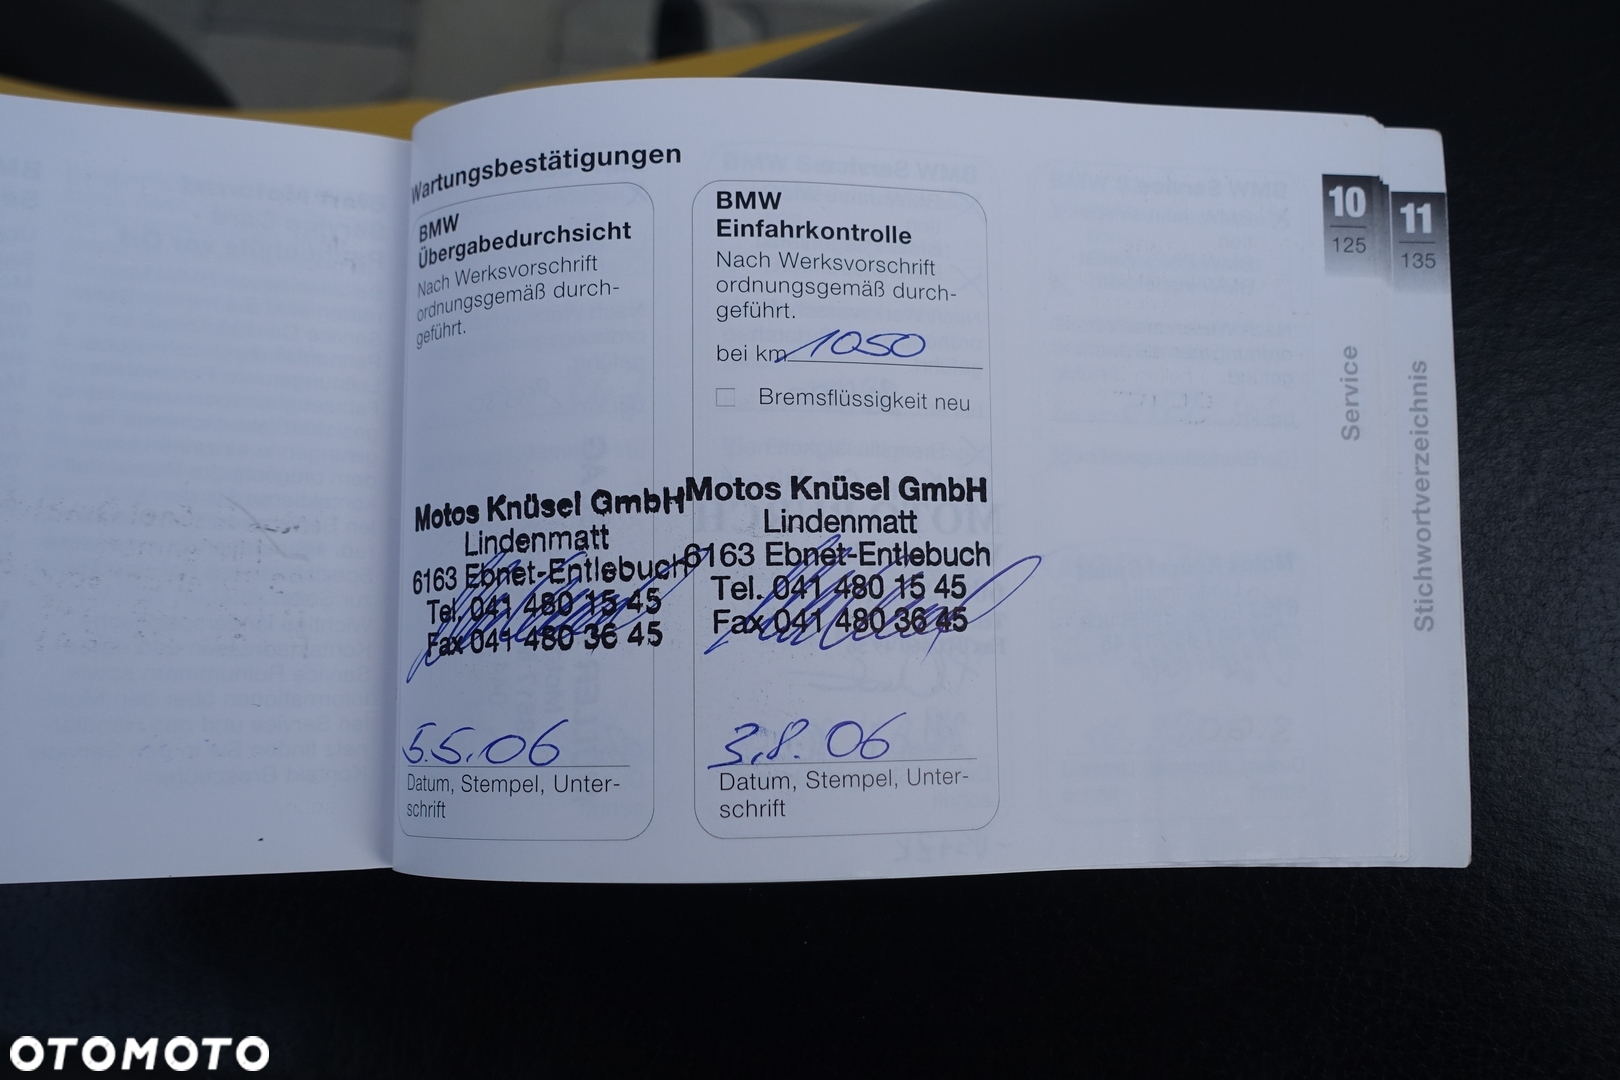 Wartungsbestätigungen
BMW
Übergabedurchsicht
Nach Werksvorschrift
ordnungsgemäß durch-
geführt.
Motos Knüsel GmbH
Lindenmatt
6163 Ebnet-Entlebuch
Tel. 041 480 15 45
Fax 041 480 36 45
5.5.06
Datum, Stempel, Unter-
schrift
BMW
Einfahrkontrolle
Nach Werksvorschrift
ordnungsgemäß durch-
geführt.
bei km 1050
Bremsflüssigkeit neu
Motos Knüsel GmbH
Lindenmatt
6163 Ebnet-Entlebuch
Tel. 041 480 15 45
Fax 041 480 36 45
3.8.06
Datum, Stempel, Unter-
schrift
10
125
Service
11
135
Stichwortverzeichnis
OTOMOTO